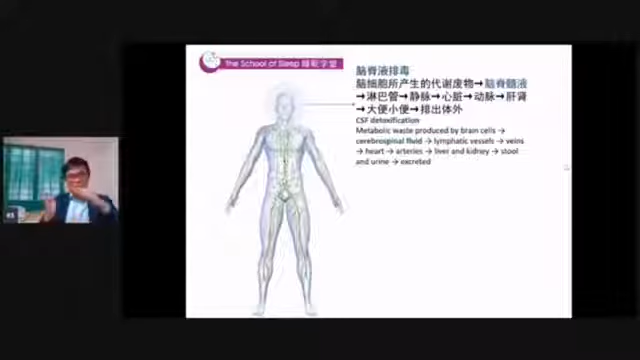 The School of Sleep 睡眠学堂
脑脊液排毒
脑细胞所产生的代谢废物→脑脊髓液
→淋巴管→静脉→心脏→动脉→肝肾
→大便小便→排出体外
CSF detoxification
Metabolic waste produced by brain cells →
cerebrospinal fluid → lymphatic vessels → veins
→ heart → arteries → liver and kidney → stool
and urine → excreted